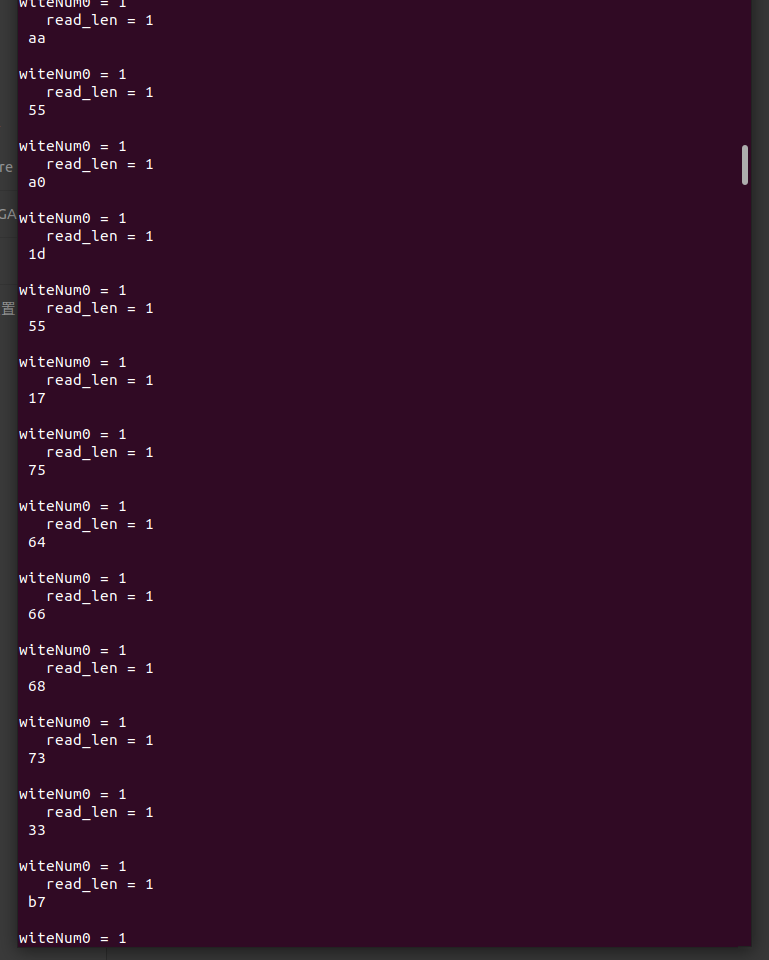 witeNum0 = 1
read_len = 1
aa
witeNum0 = 1
read_len = 1
55
witeNum0 = 1
read_len = 1
a0
witeNum0 = 1
read_len = 1
1d
witeNum0 = 1
read_len = 1
55
witeNum0 = 1
read_len = 1
17
witeNum0 = 1
read_len = 1
75
witeNum0 = 1
read_len = 1
64
witeNum0 = 1
read_len = 1
66
witeNum0 = 1
read_len = 1
68
witeNum0 = 1
read_len = 1
73
witeNum0 = 1
read_len = 1
33
witeNum0 = 1
read_len = 1
b7
witeNum0 = 1
re
GA
置